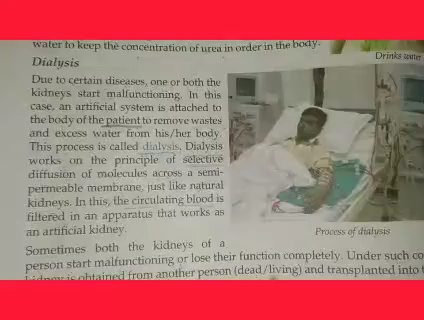 water to keep the concentration of urea in order in the body.
Drinks water
Dialysis
Due to certain diseases, one or both the
kidneys start malfunctioning. In this
case, an artificial system is attached to
the body of the patient to remove wastes
and excess water from his/her body.
This process is called dialysis. Dialysis
works on the principle of selective
diffusion of molecules across a semi-
permeable membrane, just like natural
kidneys. In this, the circulating blood is
filtered in an apparatus that works as
an artificial kidney.
Process of dialysis
Sometimes both the kidneys of a
person start malfunctioning or lose their function completely. Under such co
kidney is obtained from another person (dead/living) and transplanted into t